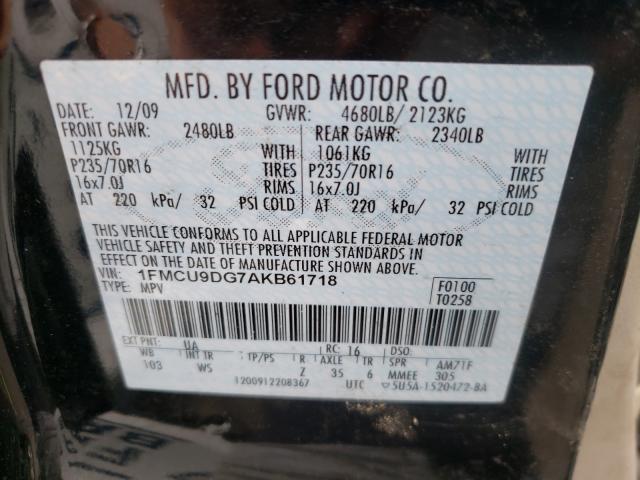 MFD. BY FORD MOTOR CO.
DATE: 12/09 GVWR: 4680LB/ 2123KG
FRONT GAWR: 2480LB REAR GAWR: 2340LB
1125KG WITH 1061KG WITH
P235/70R16 TIRES P235/70R16 TIRES
16x7.0J RIMS 16x7.0J RIMS
AT 220 kPa/ 32 PSI COLD AT 220 kPa/ 32 PSI COLD
THIS VEHICLE CONFORMS TO ALL APPLICABLE FEDERAL MOTOR
VEHICLE SAFETY AND THEFT PREVENTION STANDARDS IN
EFFECT ON THE DATE OF MANUFACTURE SHOWN ABOVE.
VIN: 1FMCU9DG7AKB61718 F0100
TYPE: MPV T0258
EXT PNT: UA RC: 16 DSO:
WB INT TR TP/PS R AXLE TR SPR AM71F
103 WS Z 35 6 MMEE 305
1200912208367 UTC 5U5A-1520472-BA